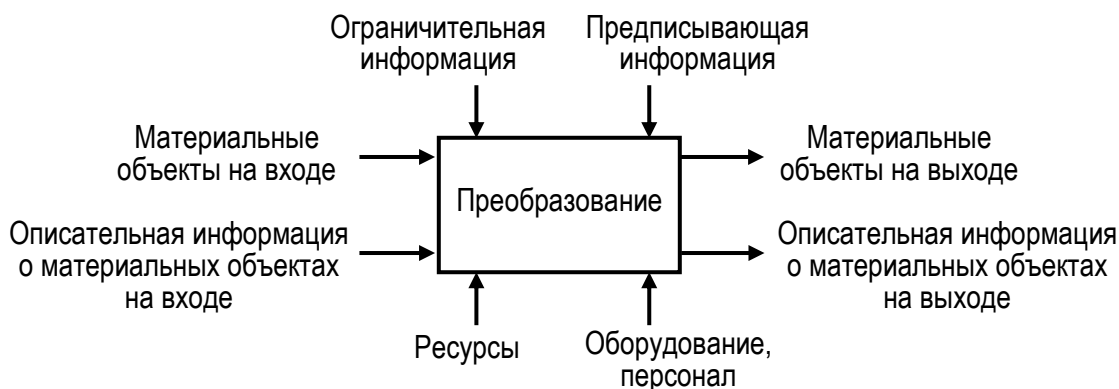 Ограничительная
информация
Предписывающая
информация
Материальные
объекты на входе
Преобразование
Материальные
объекты на выходе
Описательная информация
о материальных объектах
на входе
Описательная информация
о материальных объектах
на выходе
Ресурсы
Оборудование,
персонал